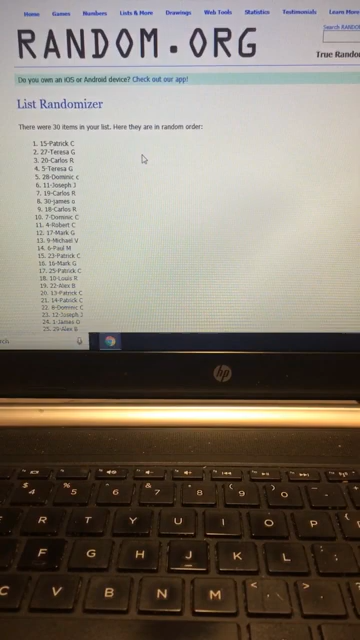 Home Games Numbers Lists & More Drawings Web Tools Statistics Testimonials Learn More
RANDOM.ORG
Search RANDO
True Rando
Do you own an iOS or Android device? Check out our app!
List Randomizer
There were 30 items in your list. Here they are in random order:
1. 15-Patrick C
2. 27-Teresa G
3. 20-Carlos R
4. 5-Teresa G
5. 28-Dominic c
6. 11-Joseph J
7. 19-Carlos R
8. 30-james o
9. 18-Carlos R
10. 7-Dominic C
11. 4-Robert C
12. 17-Mark G
13. 9-Michael V
14. 6-Paul M
15. 23-Patrick C
16. 16-Mark G
17. 25-Patrick C
18. 10-Louis R
19. 22-Alex B
20. 13-Patrick C
21. 14-Patrick C
22. 8-Dominic C
23. 12-Joseph J
24. 1-James O
25. 29-Alex B
hp
$ 4 % 5 ^ 6 & 7 * 8 ( 9 ) 0
R T Y U I O P
F G H J K L
C V B N M < >